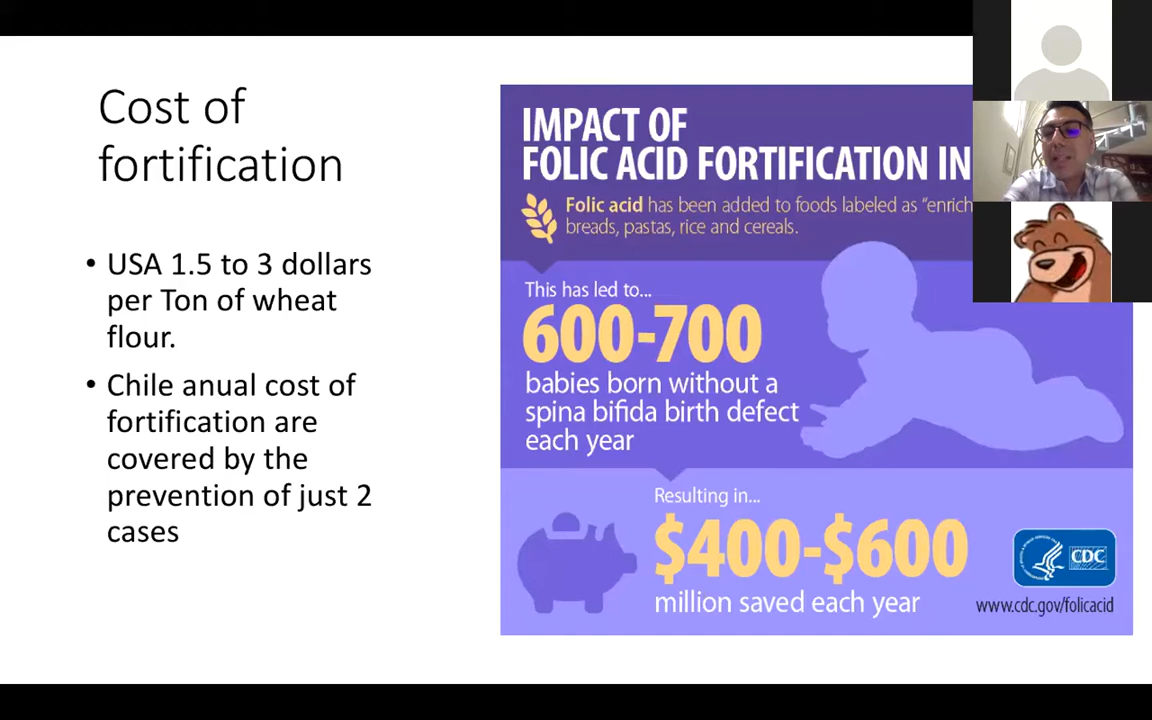 Cost of
fortification
• USA 1.5 to 3 dollars
per Ton of wheat
flour.
• Chile anual cost of
fortification are
covered by the
prevention of just 2
cases
IMPACT OF
FOLIC ACID FORTIFICATION IN
Folic acid has been added to foods labeled as “enrich
breads, pastas, rice and cereals.
This has led to...
600-700
babies born without a
spina bifida birth defect
each year
Resulting in...
$400-$600
million saved each year
CDC
www.cdc.gov/folicacid